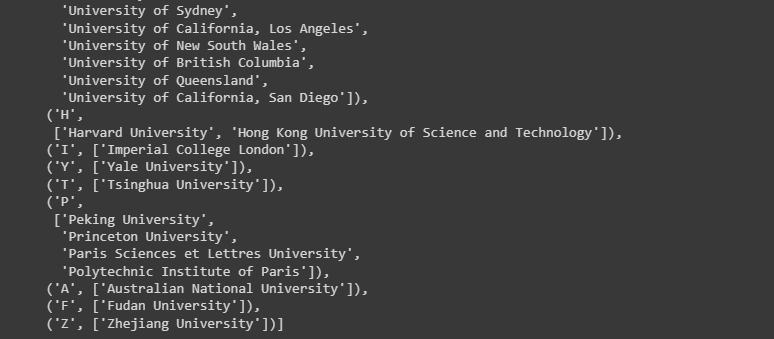 'University of Sydney',
'University of California, Los Angeles',
'University of New South Wales',
'University of British Columbia',
'University of Queensland',
'University of California, San Diego']),
('H',
['Harvard University', 'Hong Kong University of Science and Technology']),
('I', ['Imperial College London']),
('Y', ['Yale University']),
('T', ['Tsinghua University']),
('P',
['Peking University',
'Princeton University',
'Paris Sciences et Lettres University',
'Polytechnic Institute of Paris']),
('A', ['Australian National University']),
('F', ['Fudan University']),
('Z', ['Zhejiang University'])]